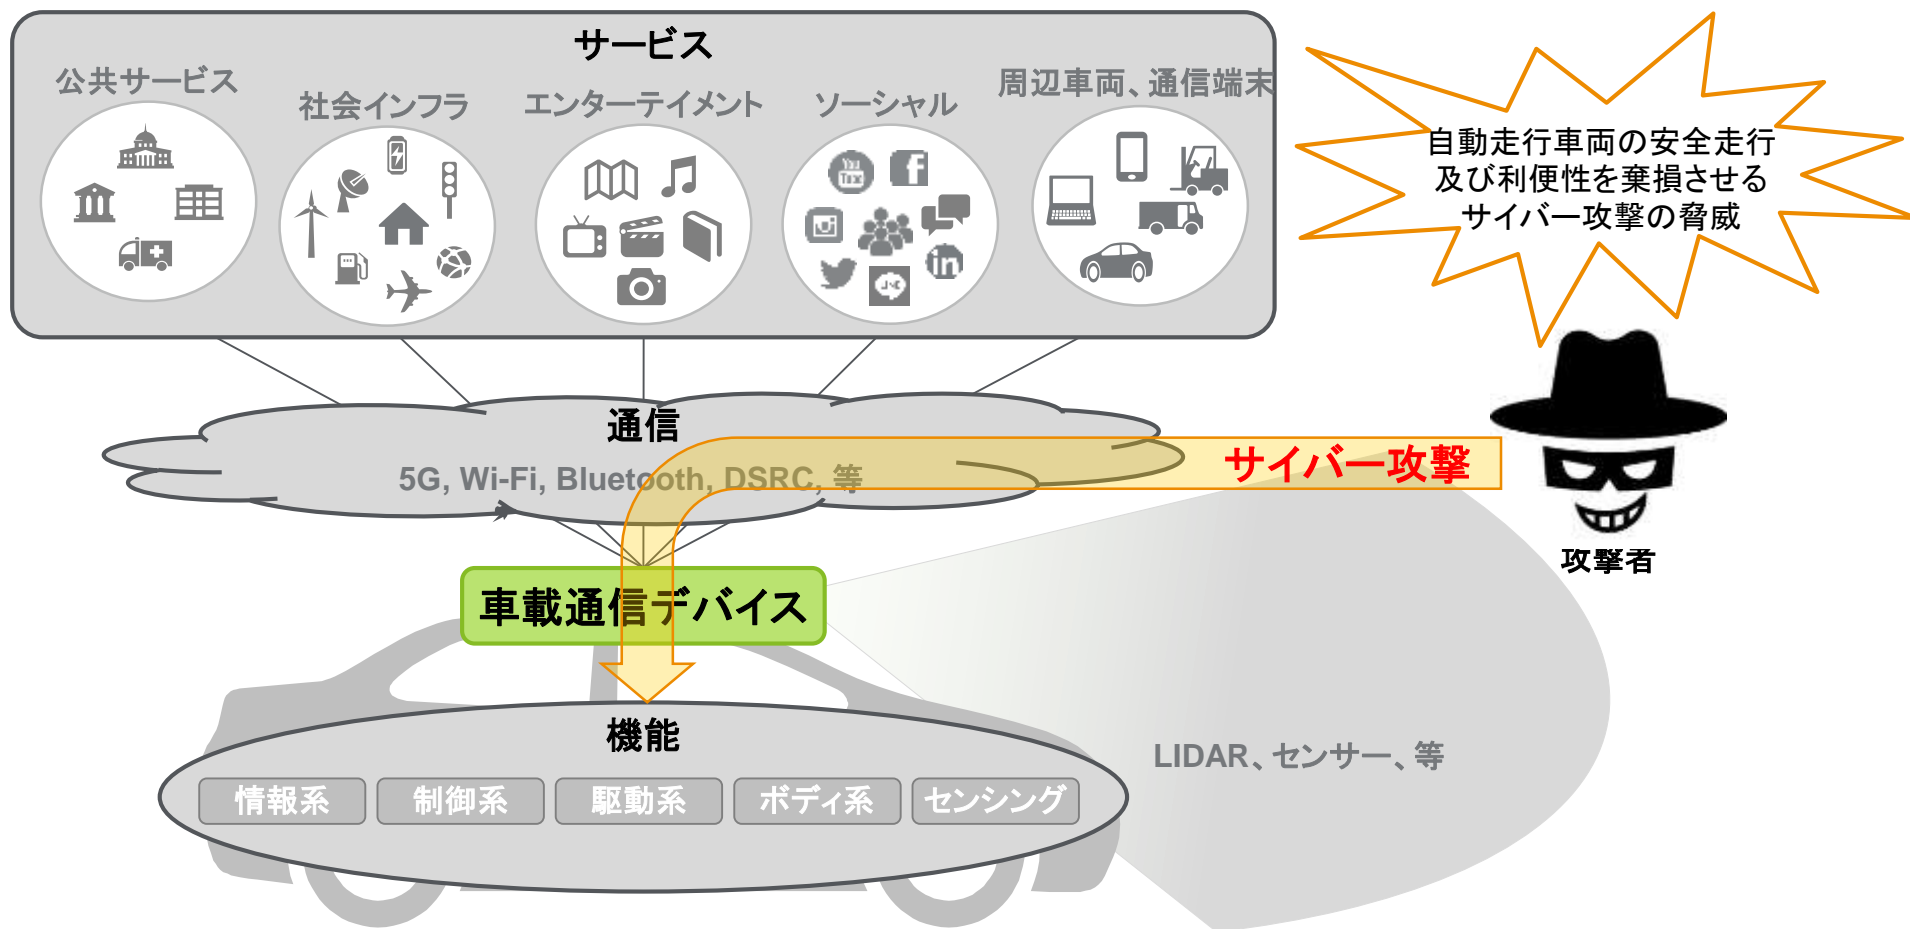 サービス
公共サービス
社会インフラ
エンターテイメント
ソーシャル
周辺車両、通信端末
You
Tube
自動走行車両の安全走行
及び利便性を棄損させる
サイバー攻撃の脅威
通信
5G, Wi-Fi, Bluetooth, DSRC, 等
サイバー攻撃
攻撃者
車載通信デバイス
機能
情報系
制御系
駆動系
ボディ系
センシング
LIDAR、センサー、等